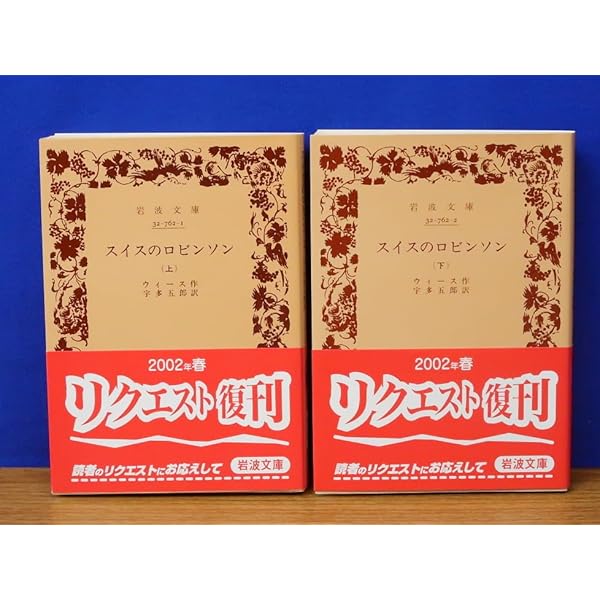 岩波文庫
32-762-1
スイスのロビンソン
(上)
ウィース作
宇多五郎訳
2002年春
リクエスト復刊
読者のリクエストにお応えして
岩波文庫
岩波文庫
32-762-2
スイスのロビンソン
(下)
ウィース作
宇多五郎訳
2002年春
リクエスト復刊
読者のリクエストにお応えして
岩波文庫